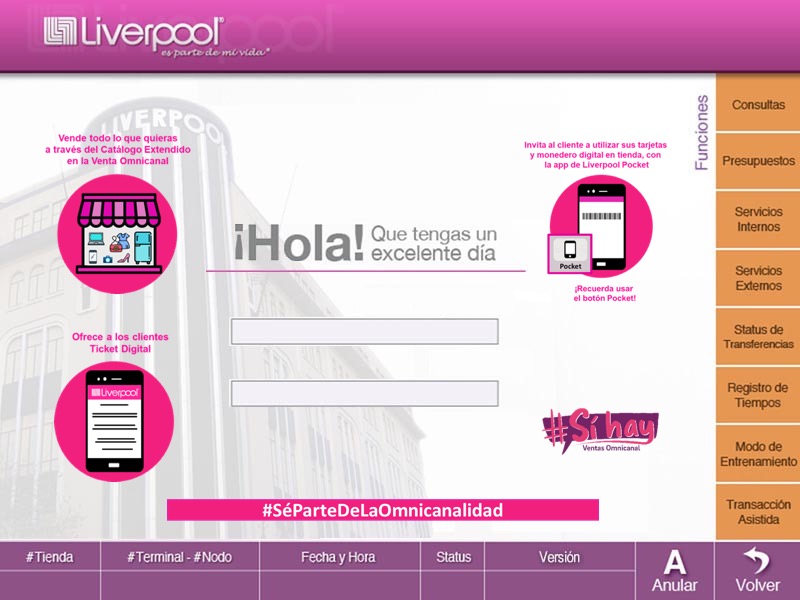 Liverpool®
es parte de mi vida
LIVERPOOL
Vende todo lo que quieras
a través del Catálogo Extendido
en la Venta Omnicanal
Invita al cliente a utilizar sus tarjetas
y monedero digital en tienda, con
la app de Liverpool Pocket
Pocket
¡Recuerda usar
el botón Pocket!
¡Hola! Que tengas un
excelente día
Ofrece a los clientes
Ticket Digital
Liverpool
#Sí hay
Ventas Omnicanal
#SéParteDeLaOmnicanalidad
Funciones
Consultas
Presupuestos
Servicios
Internos
Servicios
Externos
Status de
Transferencias
Registro de
Tiempos
Modo de
Entrenamiento
Transacción
Asistida
#Tienda
#Terminal - #Nodo
Fecha y Hora
Status
Versión
A
Anular
Volver